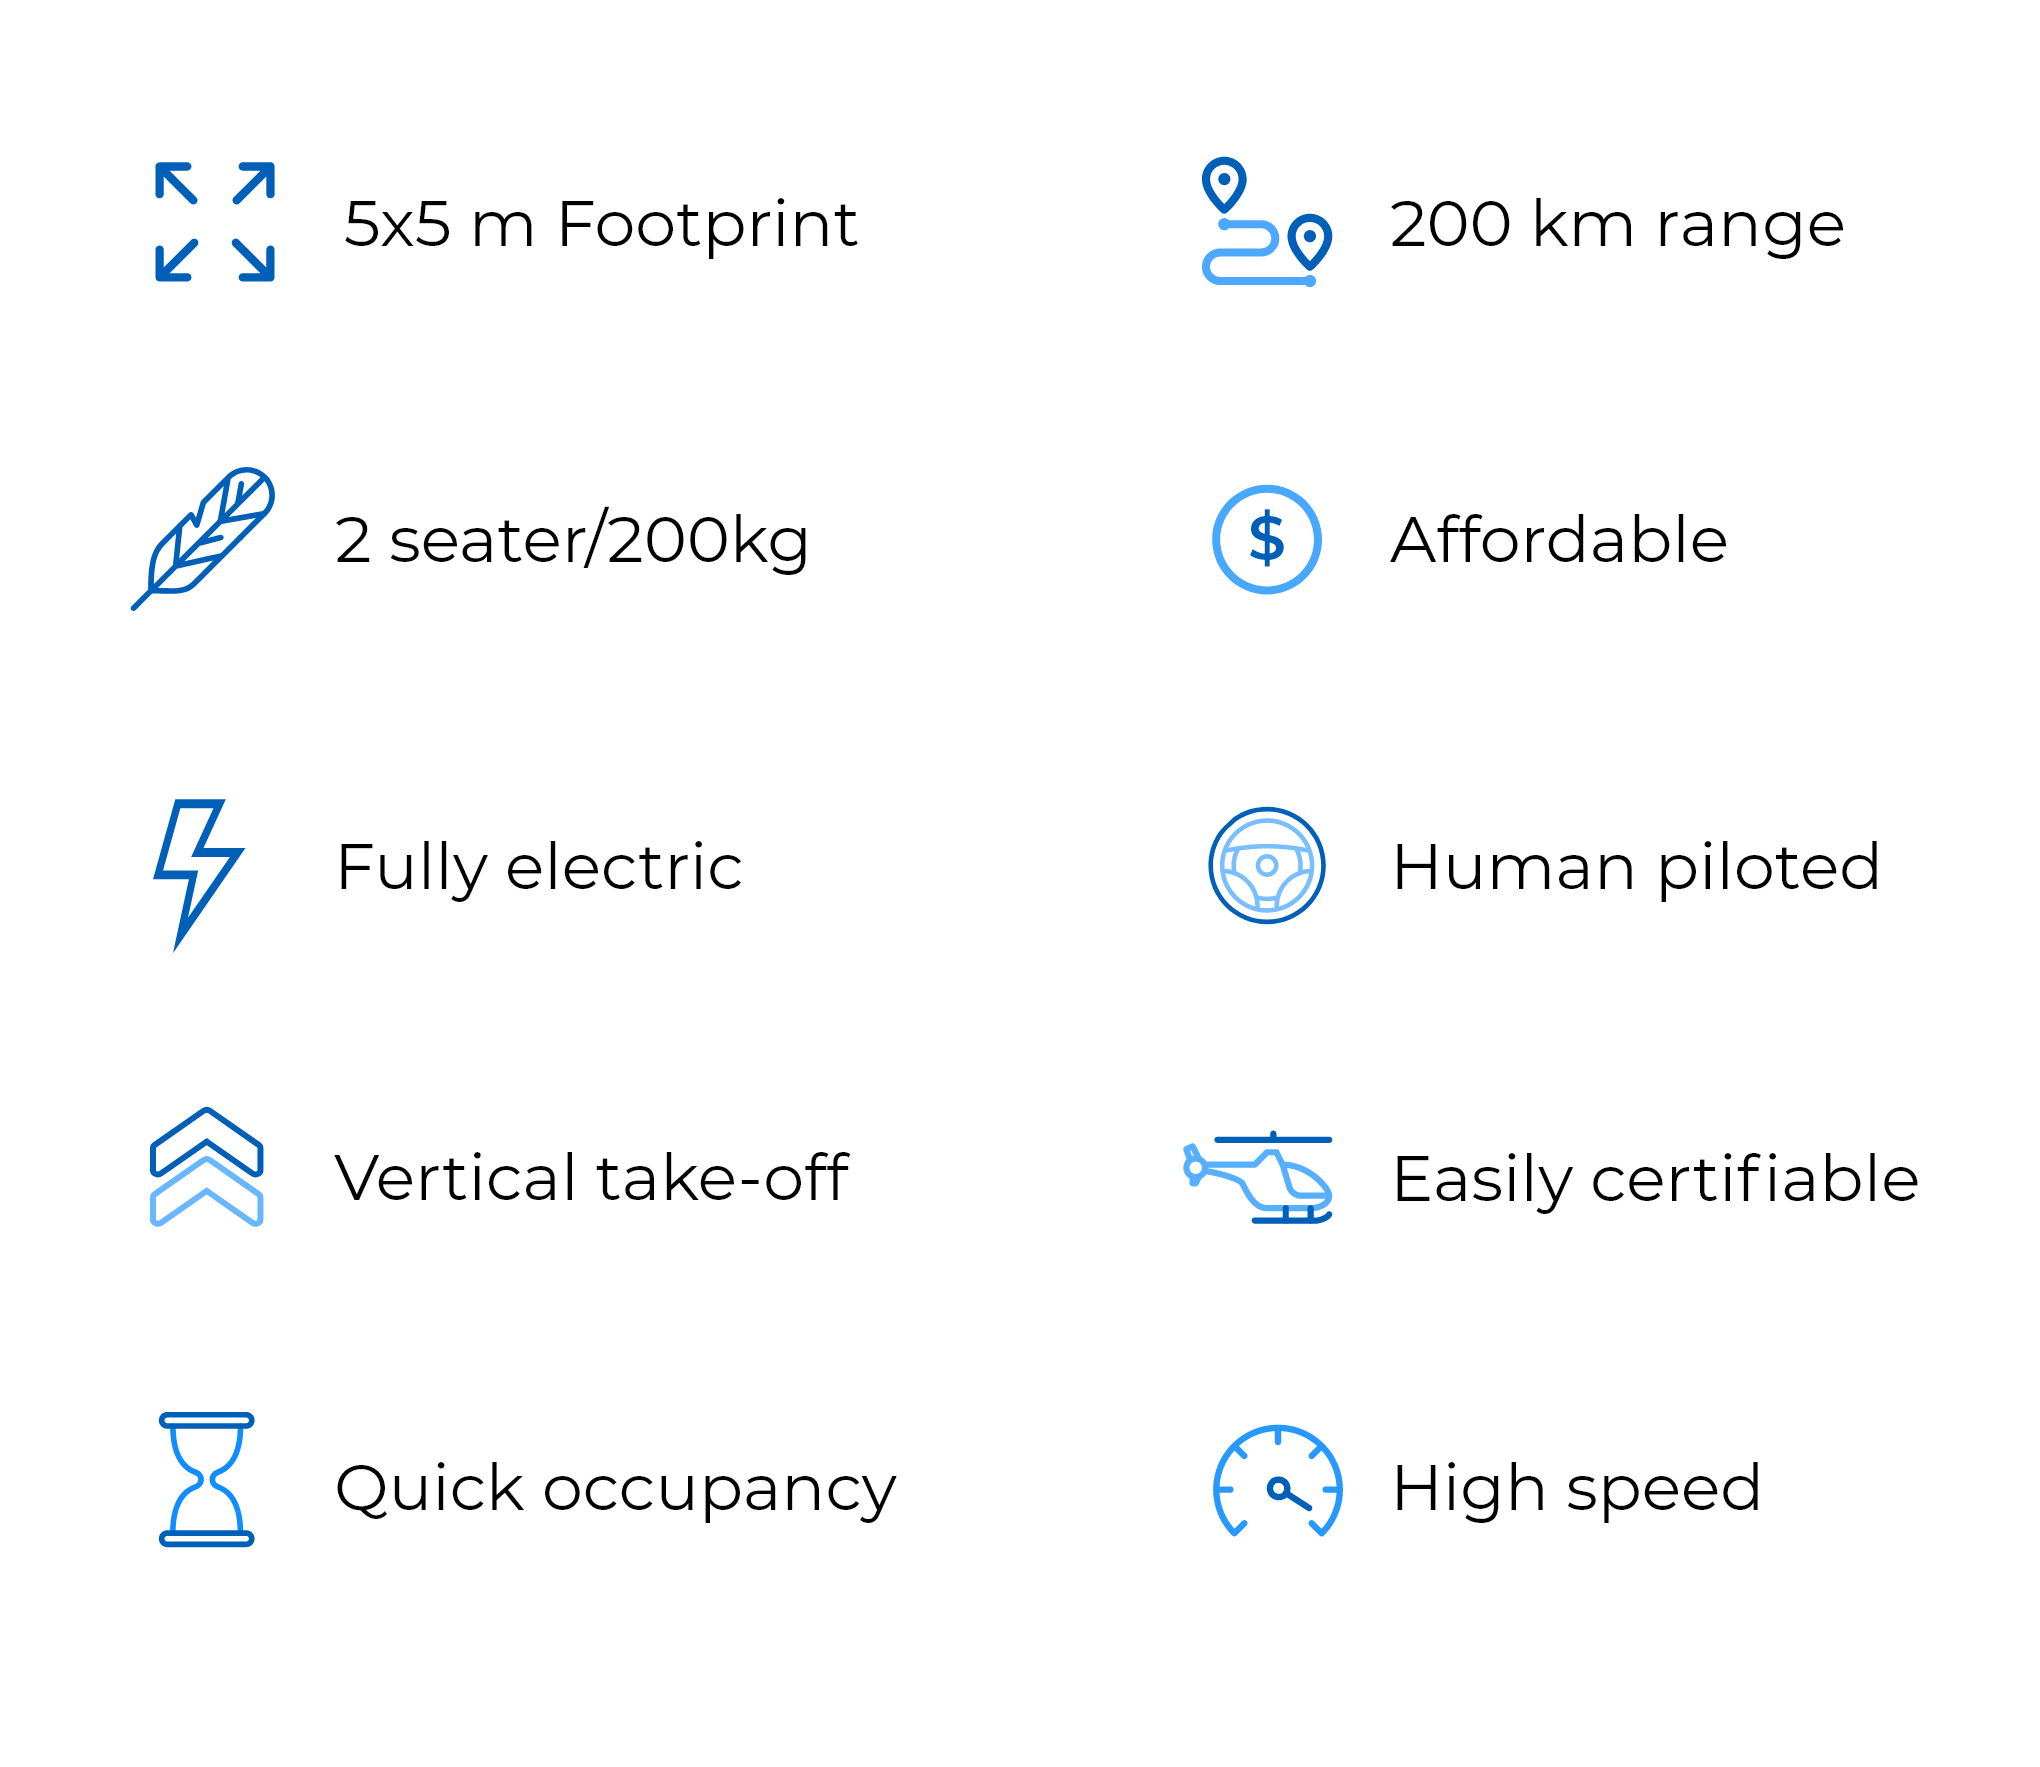 5x5 m Footprint
200 km range
2 seater/200kg
$
Affordable
Fully electric
Human piloted
Vertical take-off
Easily certifiable
Quick occupancy
High speed